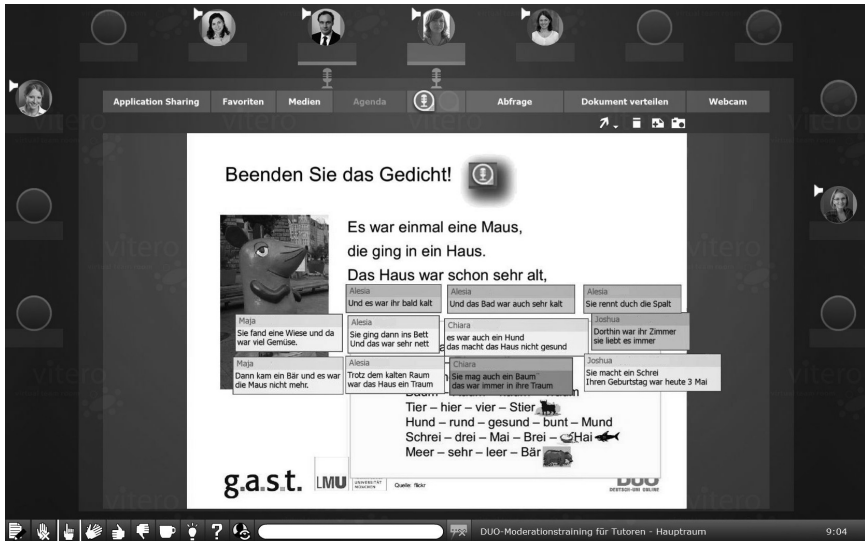 Application Sharing
Favoriten
Medien
Agenda
Abfrage
Dokument verteilen
Webcam
Beenden Sie das Gedicht!
Es war einmal eine Maus,
die ging in ein Haus.
Das Haus war schon sehr alt,
Alesia
Und es war ihr bald kalt
Alesia
Und das Bad war auch sehr kalt
Alesia
Sie rennt duch die Spalt
Maja
Sie fand eine Wiese und da
war viel Gemüse.
Alesia
Sie ging dann ins Bett
Und das war sehr nett
Chiara
es war auch ein Hund
das macht das Haus nicht gesund
Joshua
Dorthin war ihr Zimmer
sie liebt es immer
Maja
Dann kam ein Bär und es war
die Maus nicht mehr.
Alesia
Trotz dem kalten Raum
war das Haus ein Traum
Chiara
Sie mag auch ein Baum
das war immer in ihre Traum
Joshua
Sie macht ein Schrei
Ihren Geburtstag war heute 3 Mai
Tier – hier – vier – Stier
Hund – rund – gesund – bunt – Mund
Schrei – drei – Mai – Brei – Hai
Meer – sehr – leer – Bär
g.a.s.t.
LMU
Quelle: flickr
DUO
DEUTSCH-UNI ONLINE
vitero
DUO-Moderationstraining für Tutoren - Hauptraum
9:04